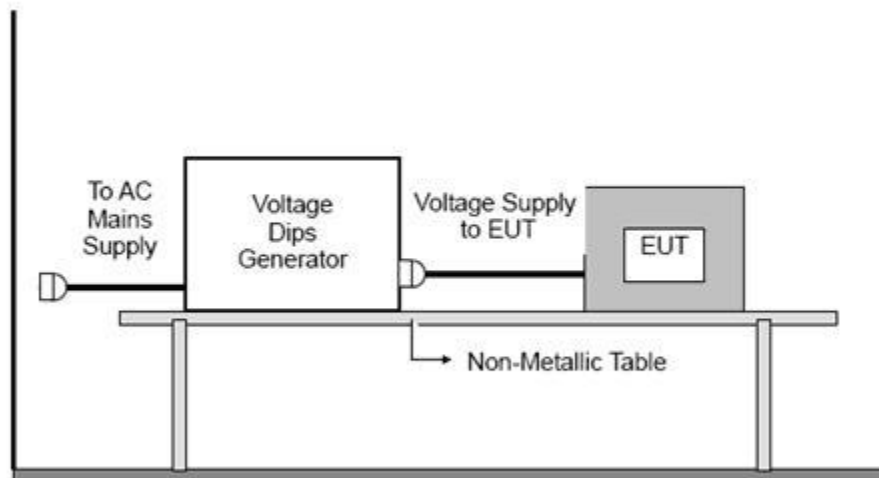 To AC
Mains
Supply
Voltage
Dips
Generator
Voltage Supply
to EUT
EUT
Non-Metallic Table